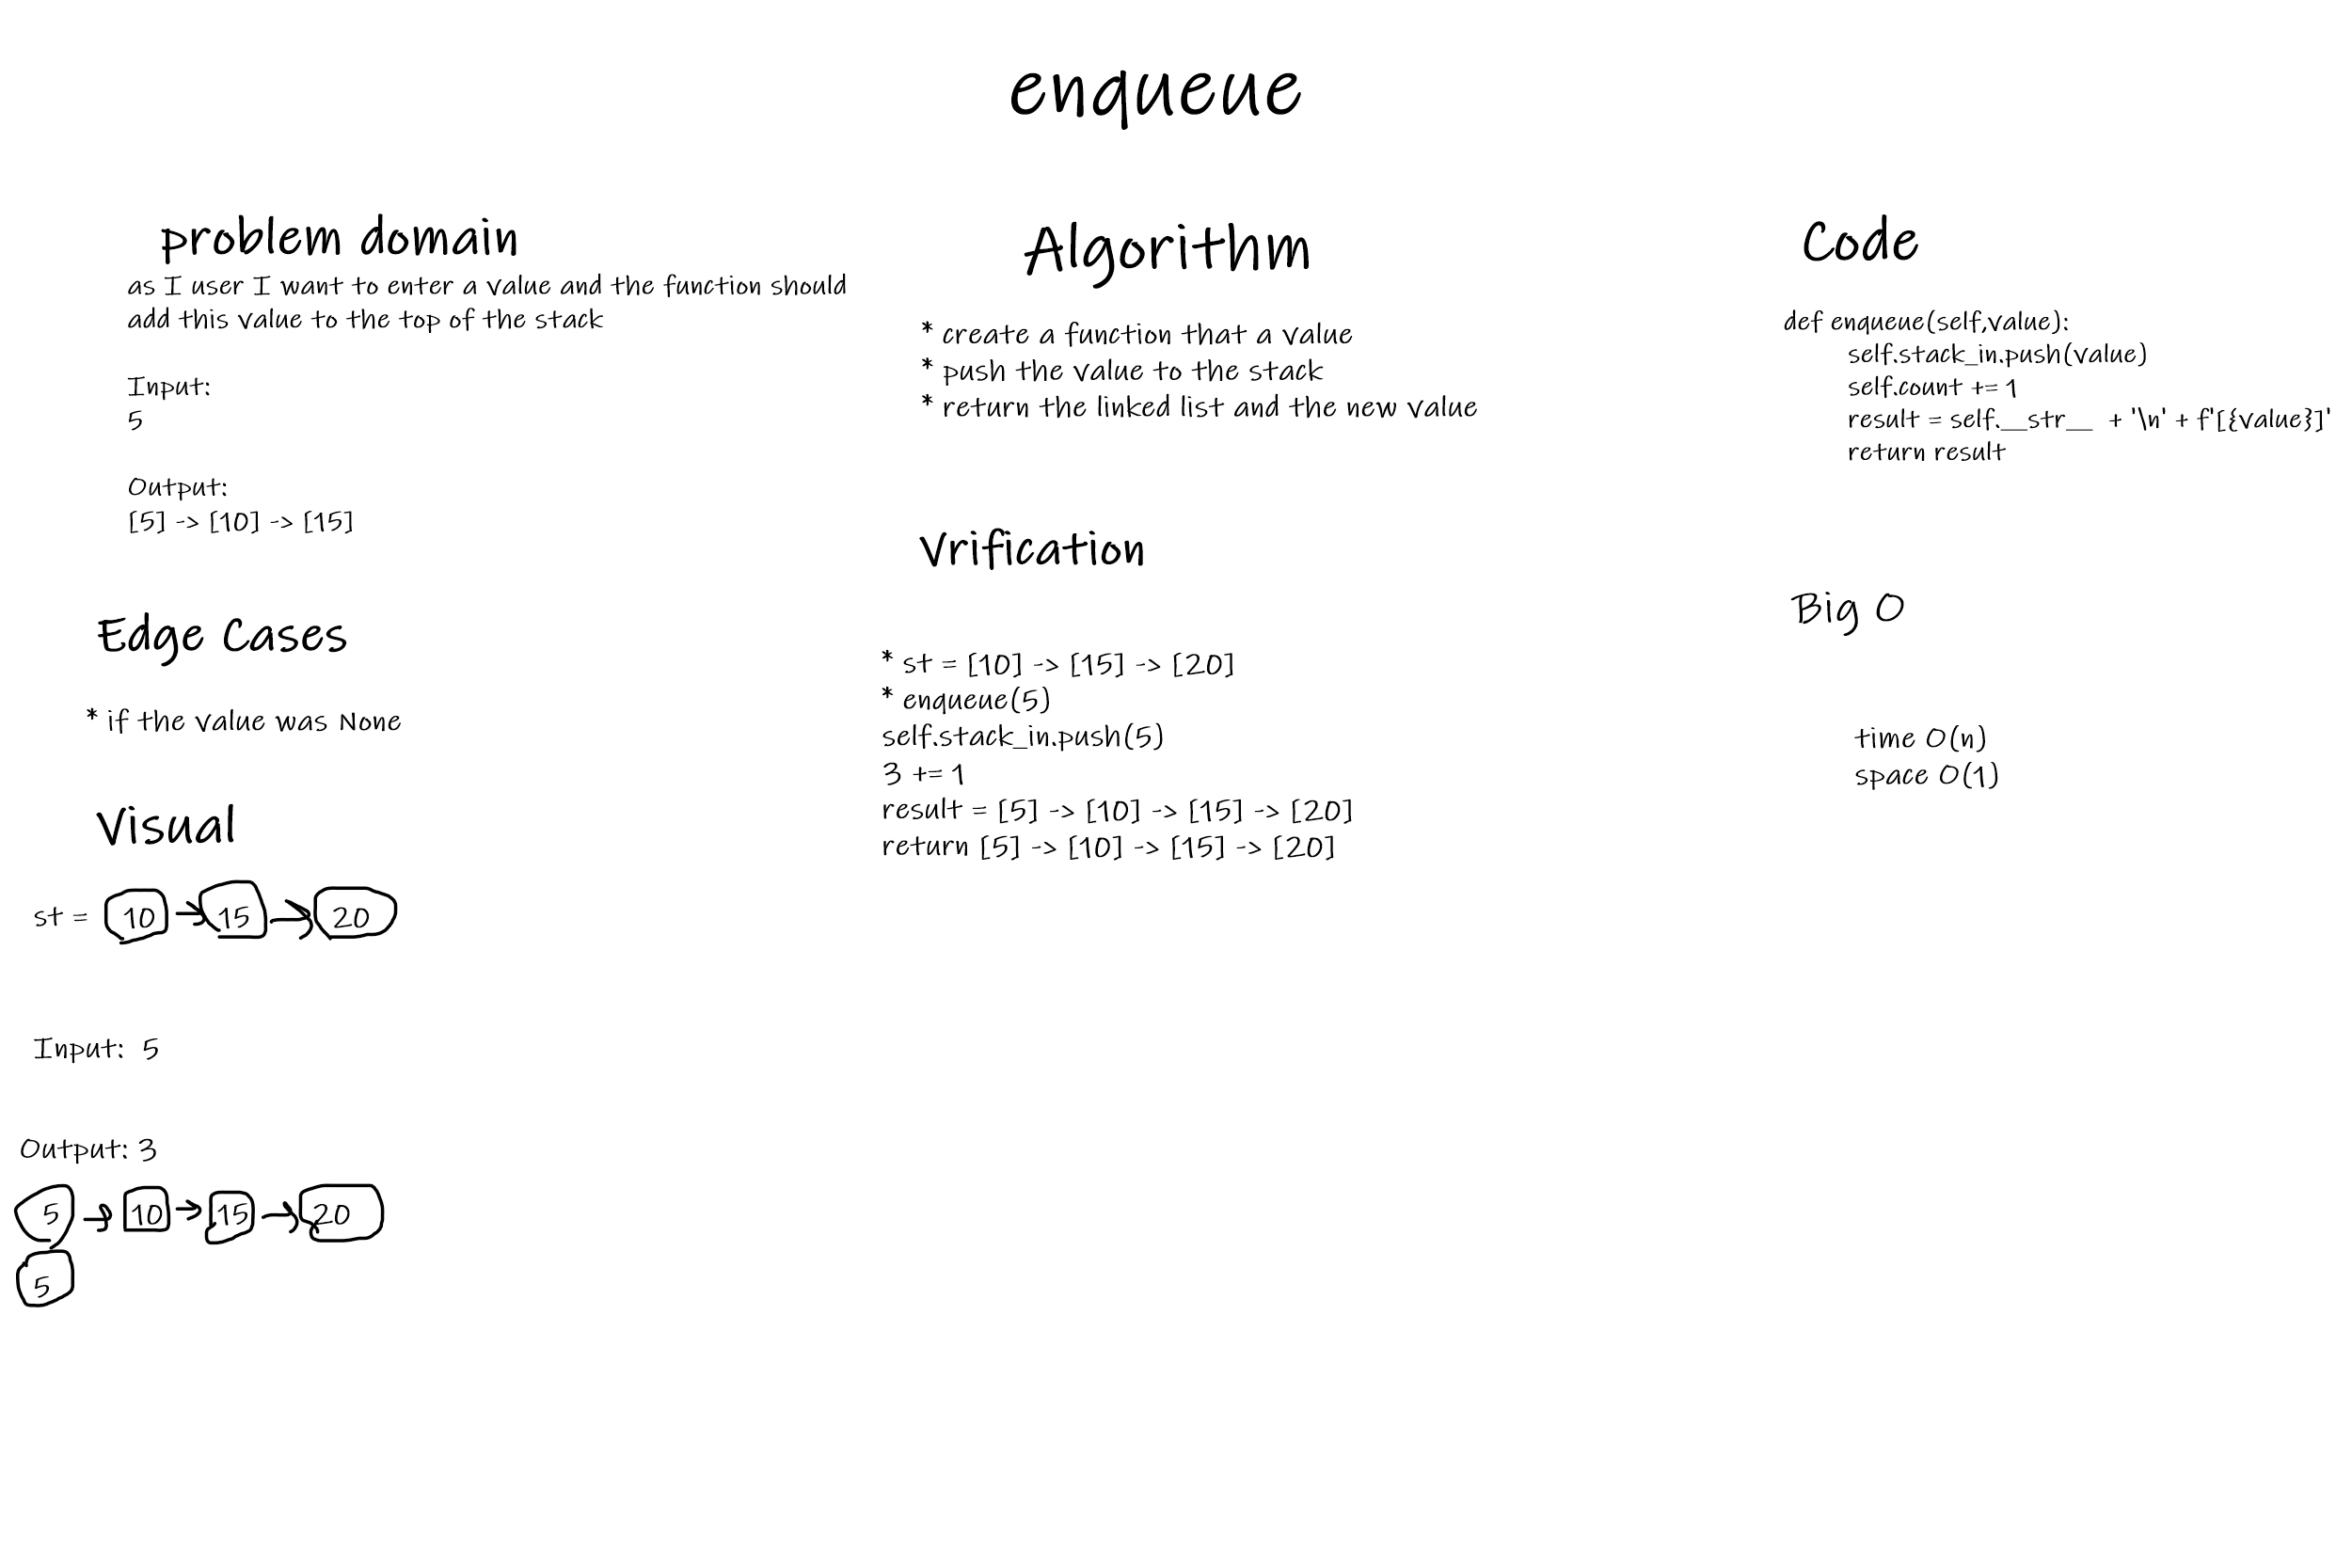 enqueue
problem domain
as I user I want to enter a value and the function should
add this value to the top of the stack
Input:
5
Output:
[5] -> [10] -> [15]
Edge Cases
* if the value was None
Visual
st = 10 15 20
Input: 5
Output: 3
5 10 15 20
5
Algorithm
* create a function that a value
* push the value to the stack
* return the linked list and the new value
Vrification
* st = [10] -> [15] -> [20]
* enqueue(5)
self.stack_in.push(5)
3 += 1
result = [5] -> [10] -> [15] -> [20]
return [5] -> [10] -> [15] -> [20]
Code
def enqueue(self,value):
self.stack_in.push(value)
self.count += 1
result = self.__str__ + '\n' + f'[{value}]'
return result
Big O
time O(n)
space O(1)